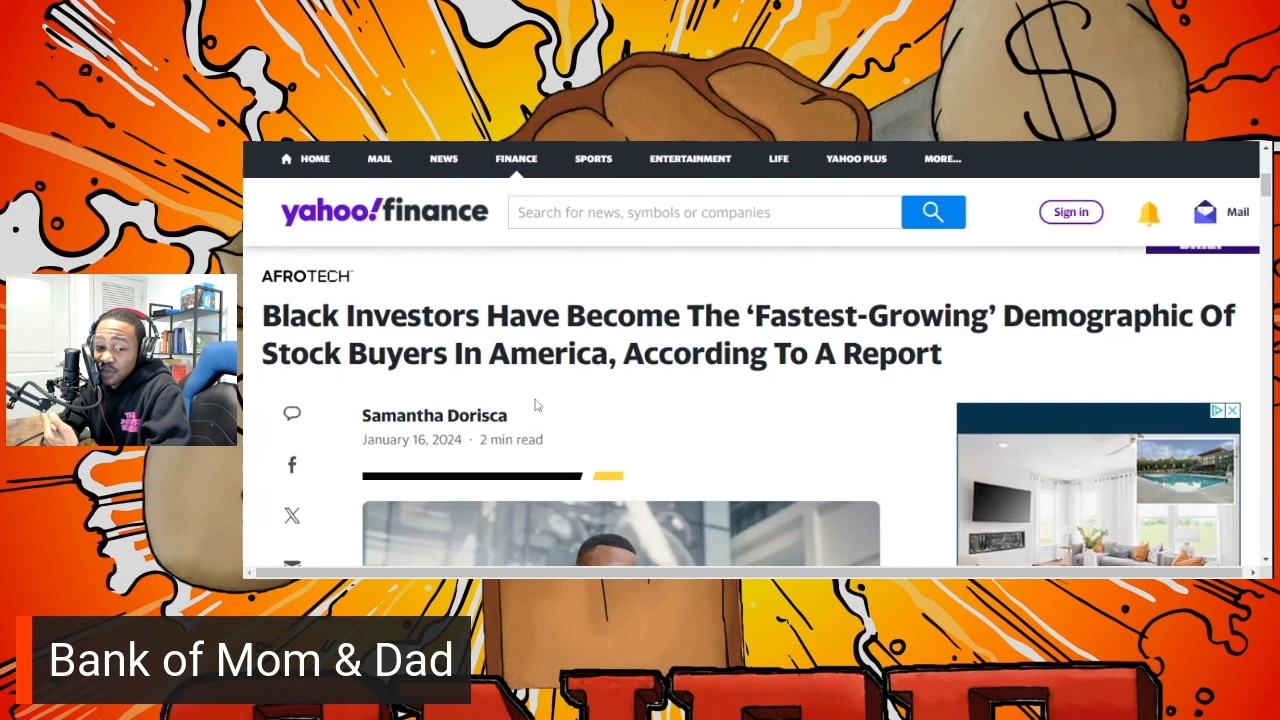 HOME MAIL NEWS FINANCE SPORTS ENTERTAINMENT LIFE YAHOO PLUS MORE...
yahoo!finance Search for news, symbols or companies Sign in Mail
AFROTECH
Black Investors Have Become The ‘Fastest-Growing’ Demographic Of
Stock Buyers In America, According To A Report
Samantha Dorisca
January 16, 2024 · 2 min read
$
Bank of Mom & Dad